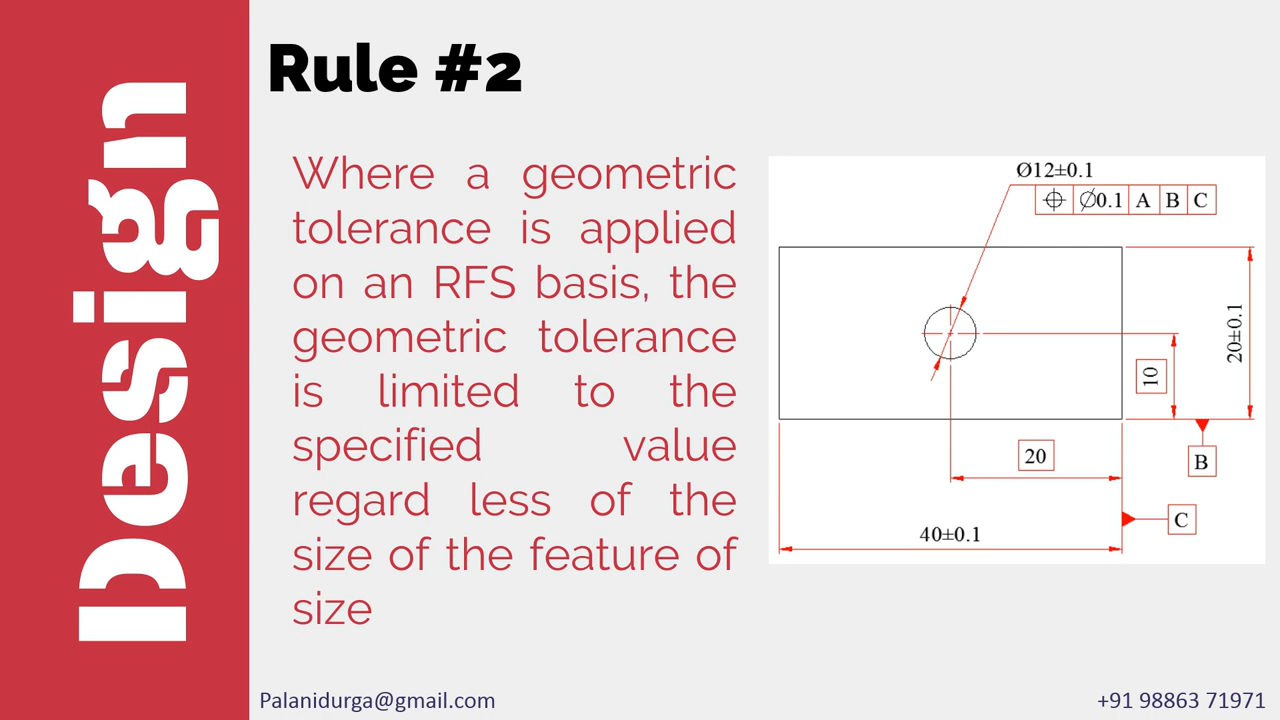 Design
Rule #2
Where a geometric
tolerance is applied
on an RFS basis, the
geometric tolerance
is limited to the
specified value
regard less of the
size of the feature of
size
Ø12±0.1
⌖ ∅0.1 A B C
20±0.1
10
B
20
C
40±0.1
Palanidurga@gmail.com
+91 98863 71971